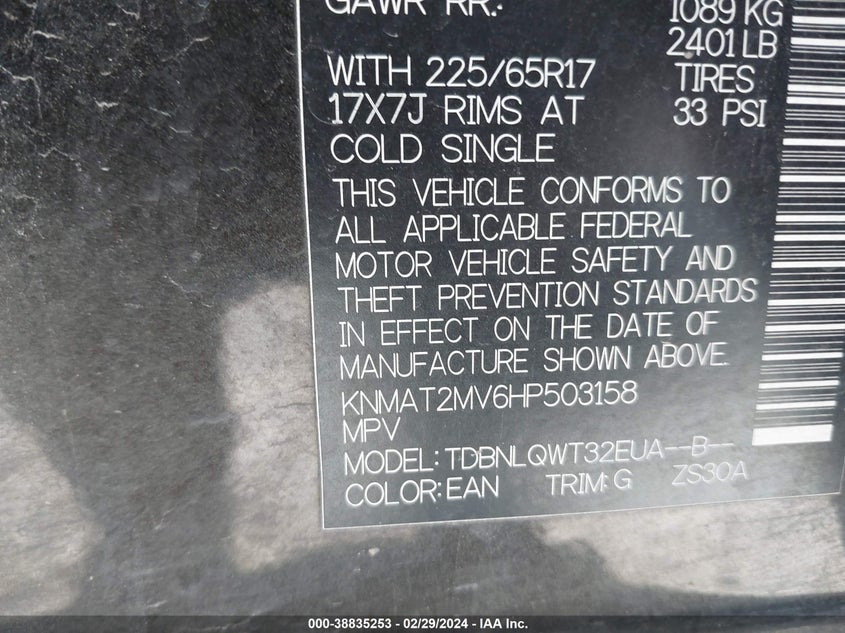 GAWR RR: 1089 KG
2401 LB
WITH 225/65R17 TIRES
17X7J RIMS AT 33 PSI
COLD SINGLE
THIS VEHICLE CONFORMS TO
ALL APPLICABLE FEDERAL
MOTOR VEHICLE SAFETY AND
THEFT PREVENTION STANDARDS
IN EFFECT ON THE DATE OF
MANUFACTURE SHOWN ABOVE.
KNMAT2MV6HP503158
MPV
MODEL: TDBNLQWT32EUA--B--
COLOR: EAN TRIM: G ZS30A
000-38835253 - 02/29/2024 - IAA Inc.